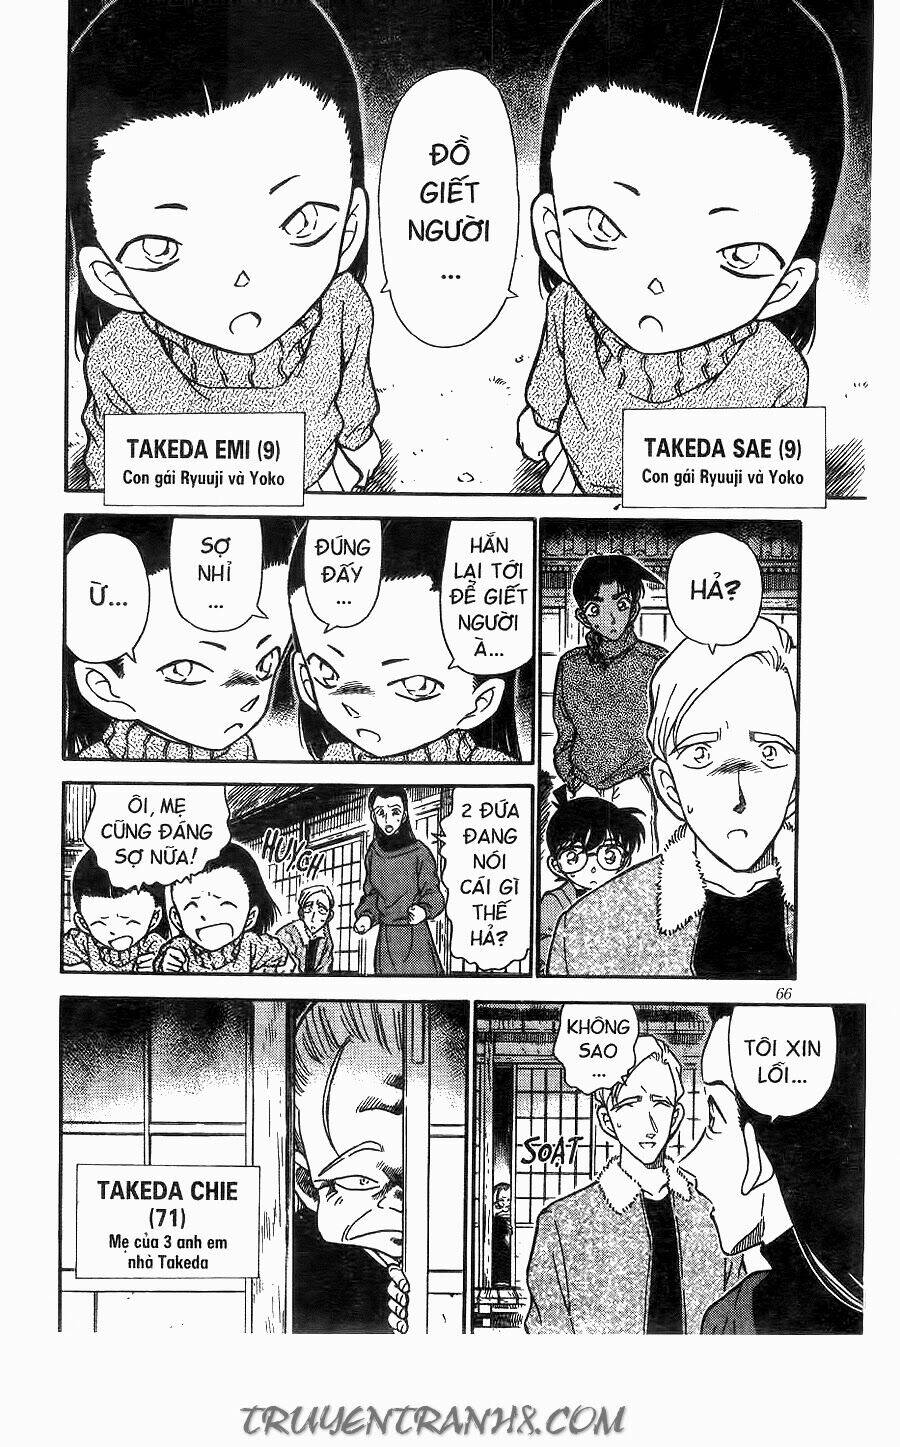 ĐỒ
GIẾT
NGƯỜI
...
TAKEDA EMI (9)
Con gái Ryuuji và Yoko
TAKEDA SAE (9)
Con gái Ryuuji và Yoko
Ừ...
SỢ
NHỈ
...
ĐÚNG
ĐẤY
...
HẮN
LẠI TỚI
ĐỂ GIẾT
NGƯỜI
À...
HẢ?
ÔI, MẸ
CŨNG ĐÁNG
SỢ NỮA!
HUỴCH
2 ĐỨA
ĐANG
NÓI
CÁI GÌ
THẾ
HẢ?
66
TAKEDA CHIE
(71)
Mẹ của 3 anh em
nhà Takeda
KHÔNG
SAO
...
SOẠT
TÔI XIN
LỖI...
TRUYENTRANH8.COM